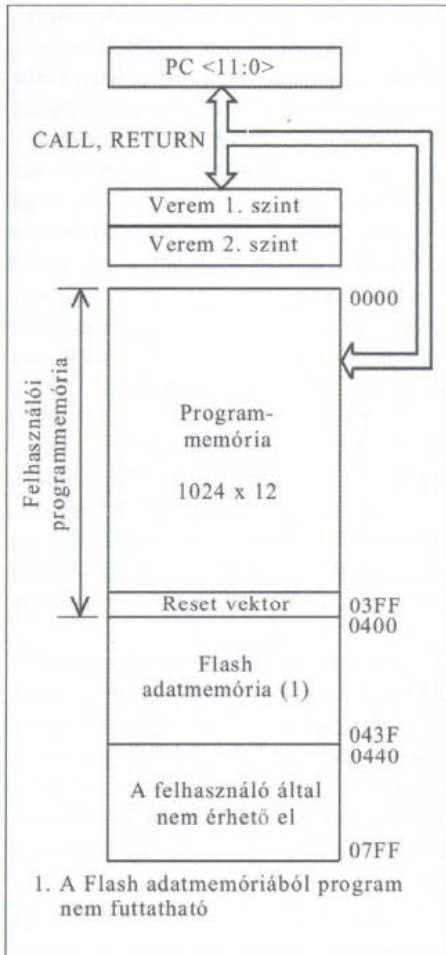 PC <11:0>
CALL, RETURN
Verem 1. szint
Verem 2. szint
0000
Felhasználói
programmemória
Program-
memória
1024 x 12
Reset vektor
03FF
0400
Flash
adatmemória (1)
043F
0440
A felhasználó által
nem érhető el
07FF
1. A Flash adatmemóriából program
nem futtatható